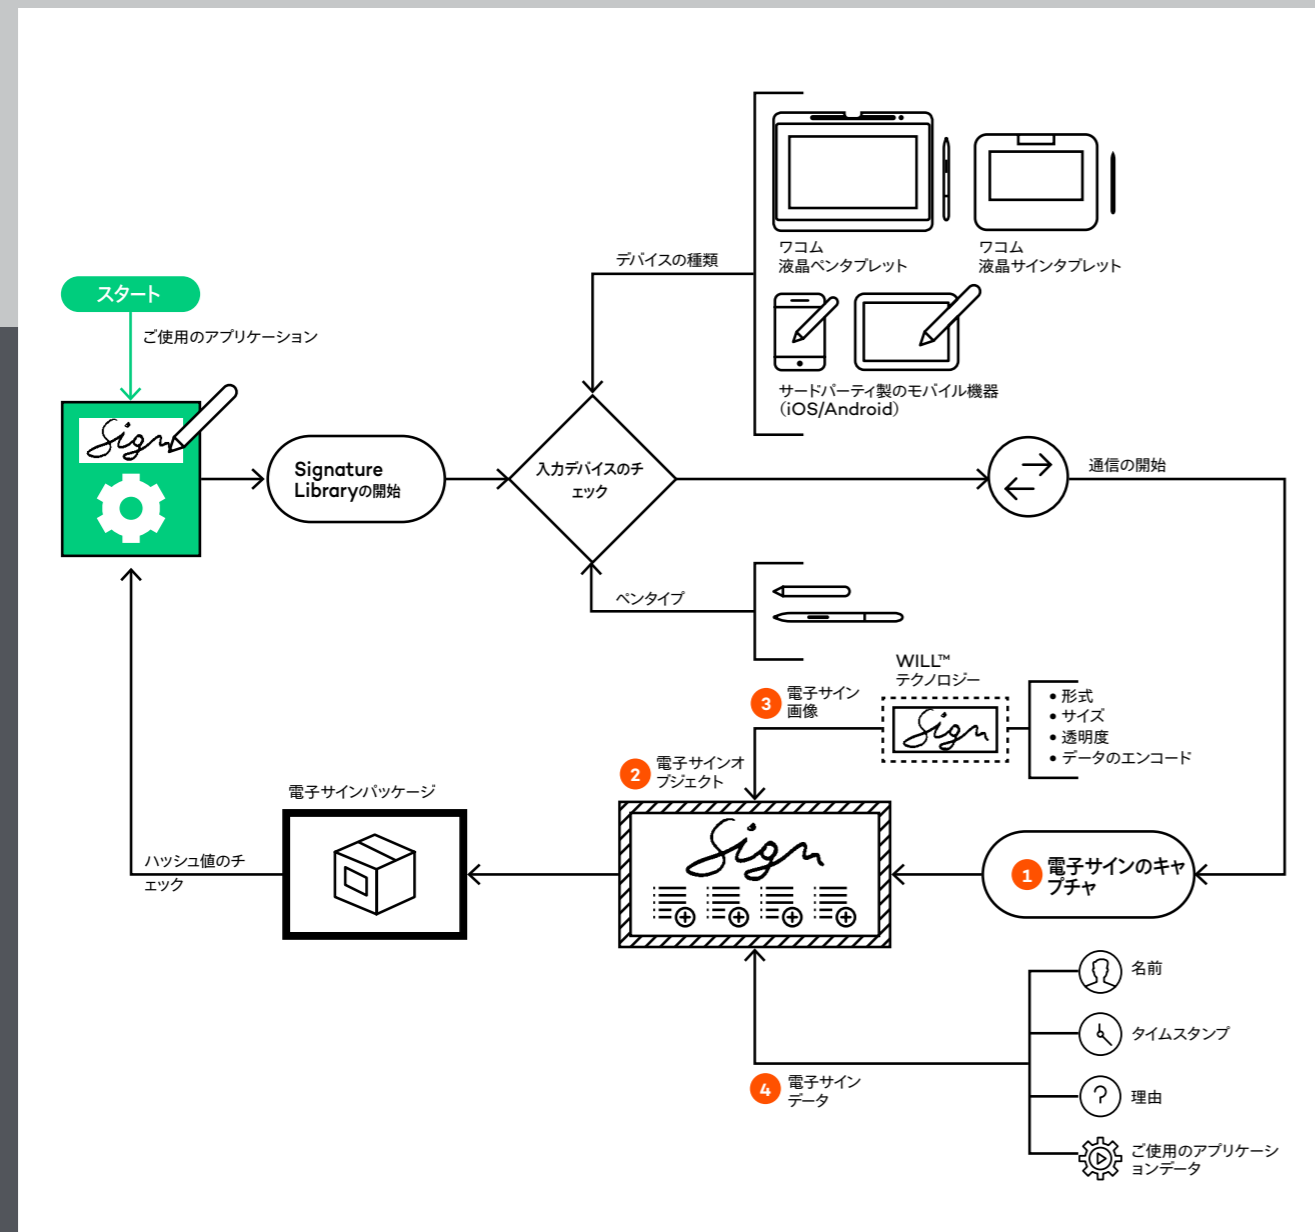 スタート
ご使用のアプリケーション
Sign
Signature
Libraryの開始
入力デバイスのチ
ェック
デバイスの種類
ワコム
液晶ペンタブレット
ワコム
液晶サインタブレット
サードパーティ製のモバイル機器
（iOS/Android）
通信の開始
ペンタイプ
WILL™
テクノロジー
Sign
• 形式
• サイズ
• 透明度
• データのエンコード
3 電子サイン
画像
2 電子サインオ
ブジェクト
Sign
1 電子サインのキャ
プチャ
電子サインパッケージ
ハッシュ値のチ
ェック
4 電子サイン
データ
名前
タイムスタンプ
?
理由
ご使用のアプリケーシ
ョンデータ